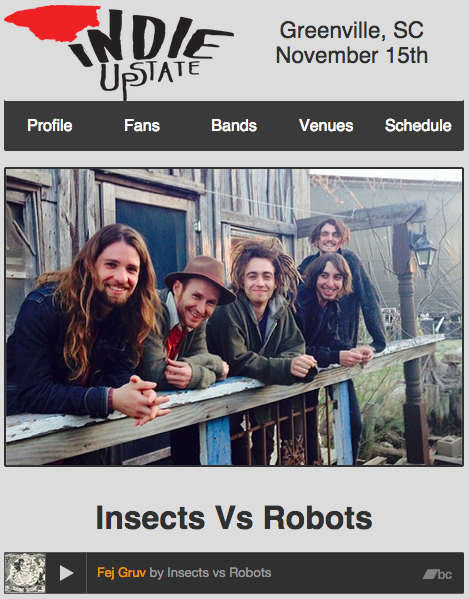 INDIE
UPSTATE
Greenville, SC
November 15th
Profile Fans Bands Venues Schedule
Insects Vs Robots
Fej Gruv by Insects vs Robots
bc